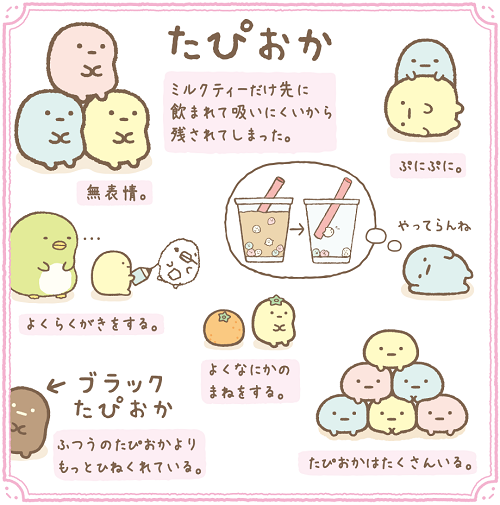 たぴおか
ミルクティーだけ先に
飲まれて吸いにくいから
残されてしまった。
無表情。
ぷにぷに。
やってらんね
…
よくらくがきをする。
よくなにかの
まねをする。
← ブラック
たぴおか
ふつうのたぴおかより
もっとひねくれている。
たぴおかはたくさんいる。